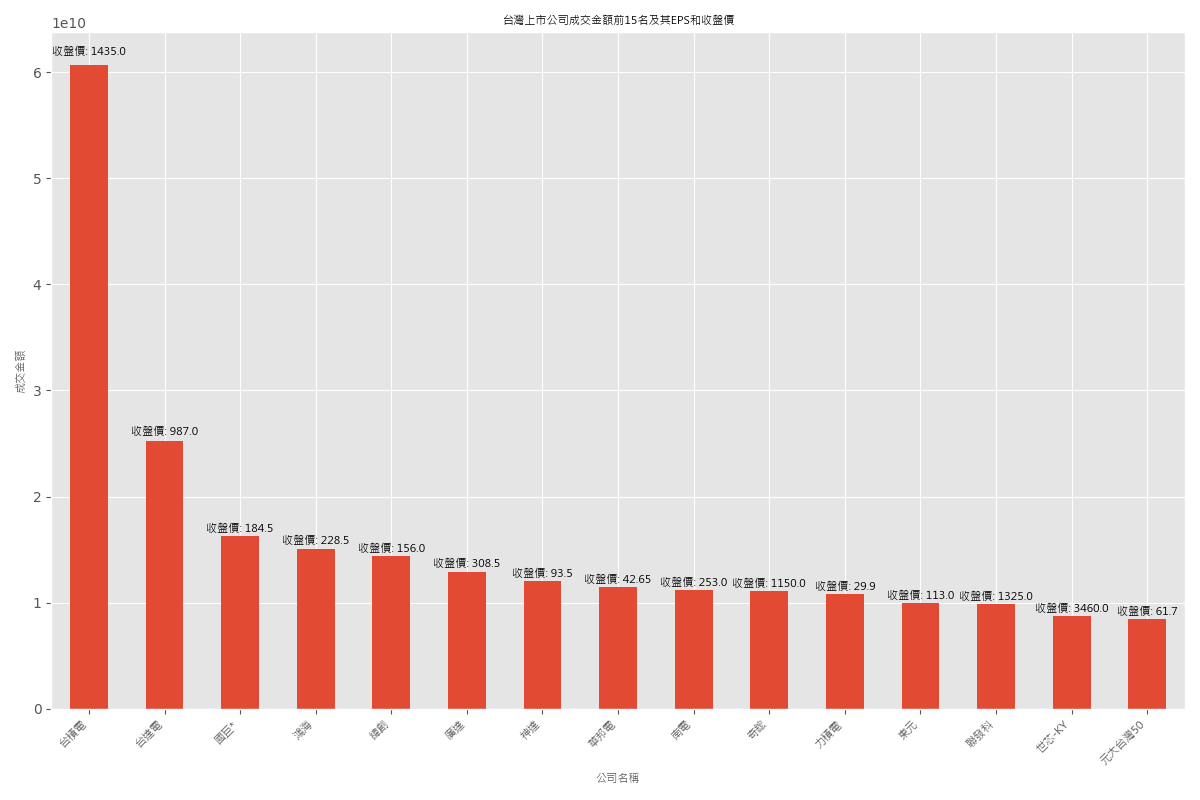 台灣上市公司成交金額前15名及其EPS和收盤價
1e10
收盤價: 1435.0
收盤價: 987.0
收盤價: 184.5
收盤價: 228.5
收盤價: 156.0
收盤價: 308.5
收盤價: 93.5
收盤價: 42.65
收盤價: 253.0
收盤價: 1150.0
收盤價: 29.9
收盤價: 113.0
收盤價: 1325.0
收盤價: 3460.0
收盤價: 61.7
6
5
4
3
2
1
0
成交金額
台積電
台達電
國巨*
鴻海
緯創
廣達
神達
華邦電
南電
奇鋐
力積電
東元
聯發科
世芯-KY
元大台灣50
公司名稱